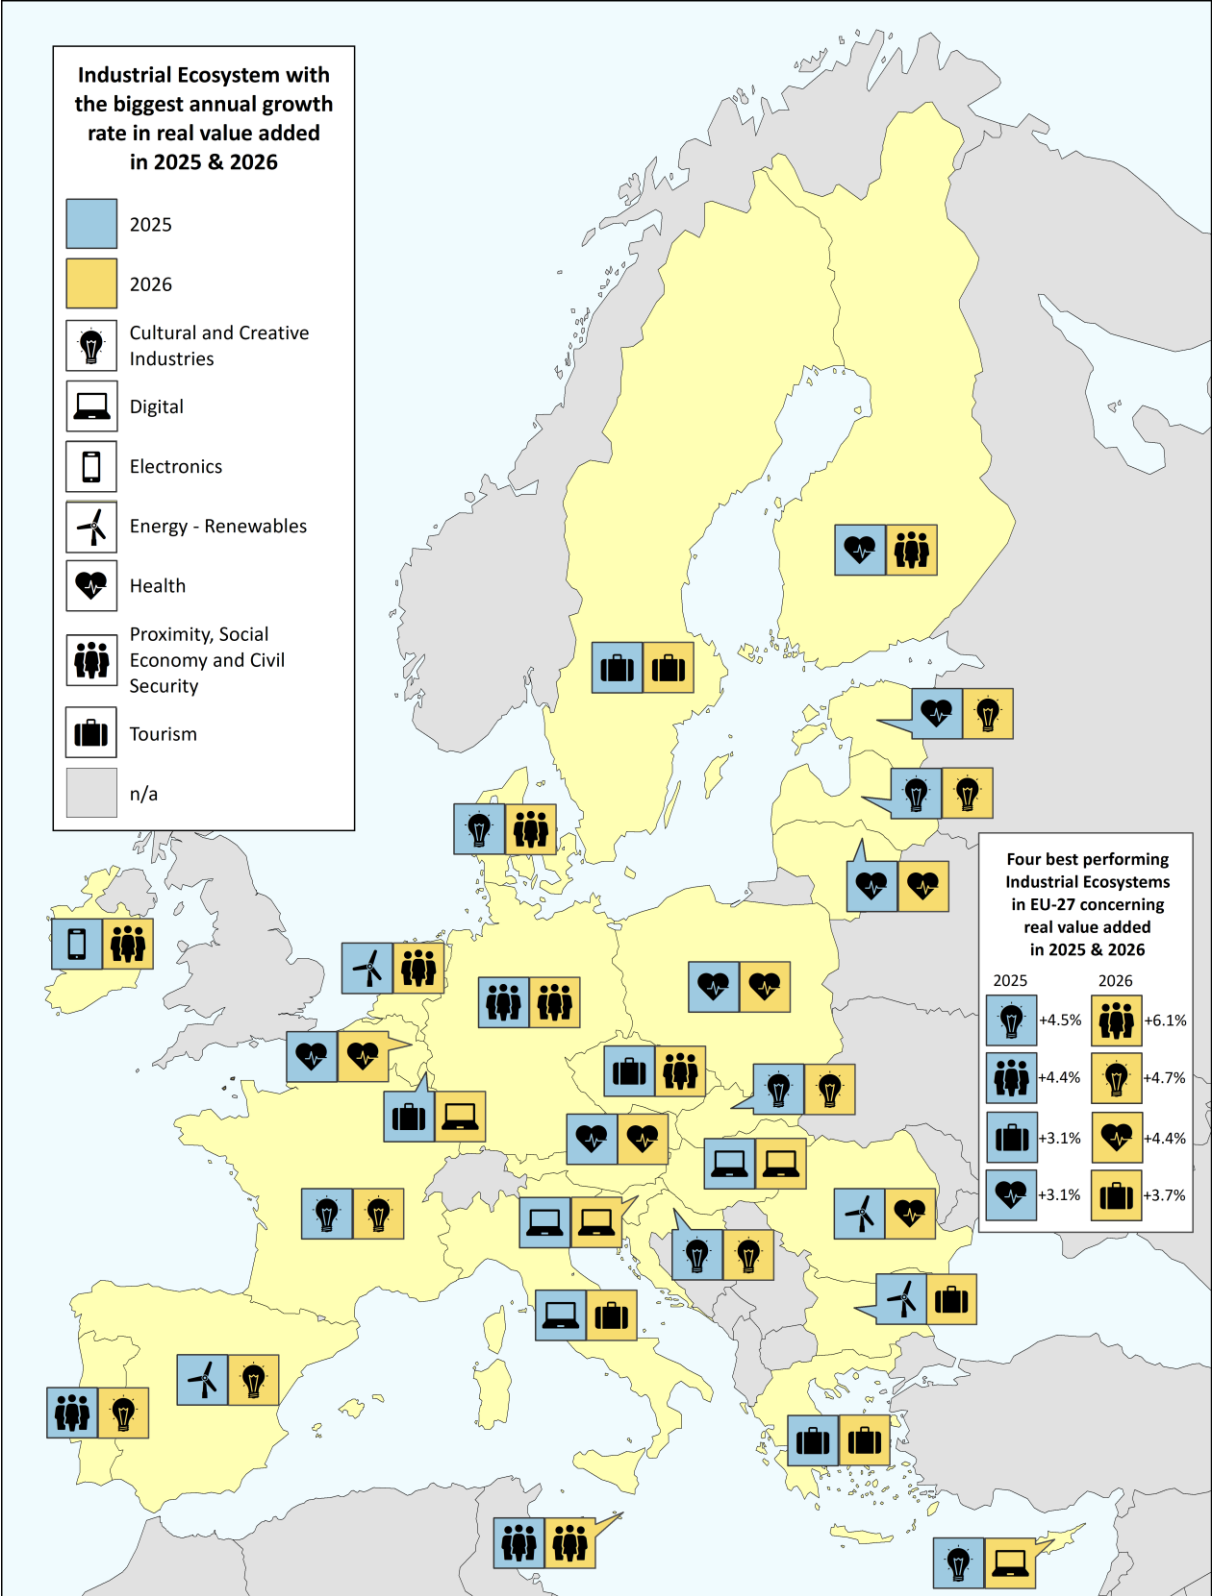 Industrial Ecosystem with
the biggest annual growth
rate in real value added
in 2025 & 2026
2025
2026
Cultural and Creative
Industries
Digital
Electronics
Energy - Renewables
Health
Proximity, Social
Economy and Civil
Security
Tourism
n/a
Four best performing
Industrial Ecosystems
in EU-27 concerning
real value added
in 2025 & 2026
2025 2026
+4.5% +6.1%
+4.4% +4.7%
+3.1% +4.4%
+3.1% +3.7%